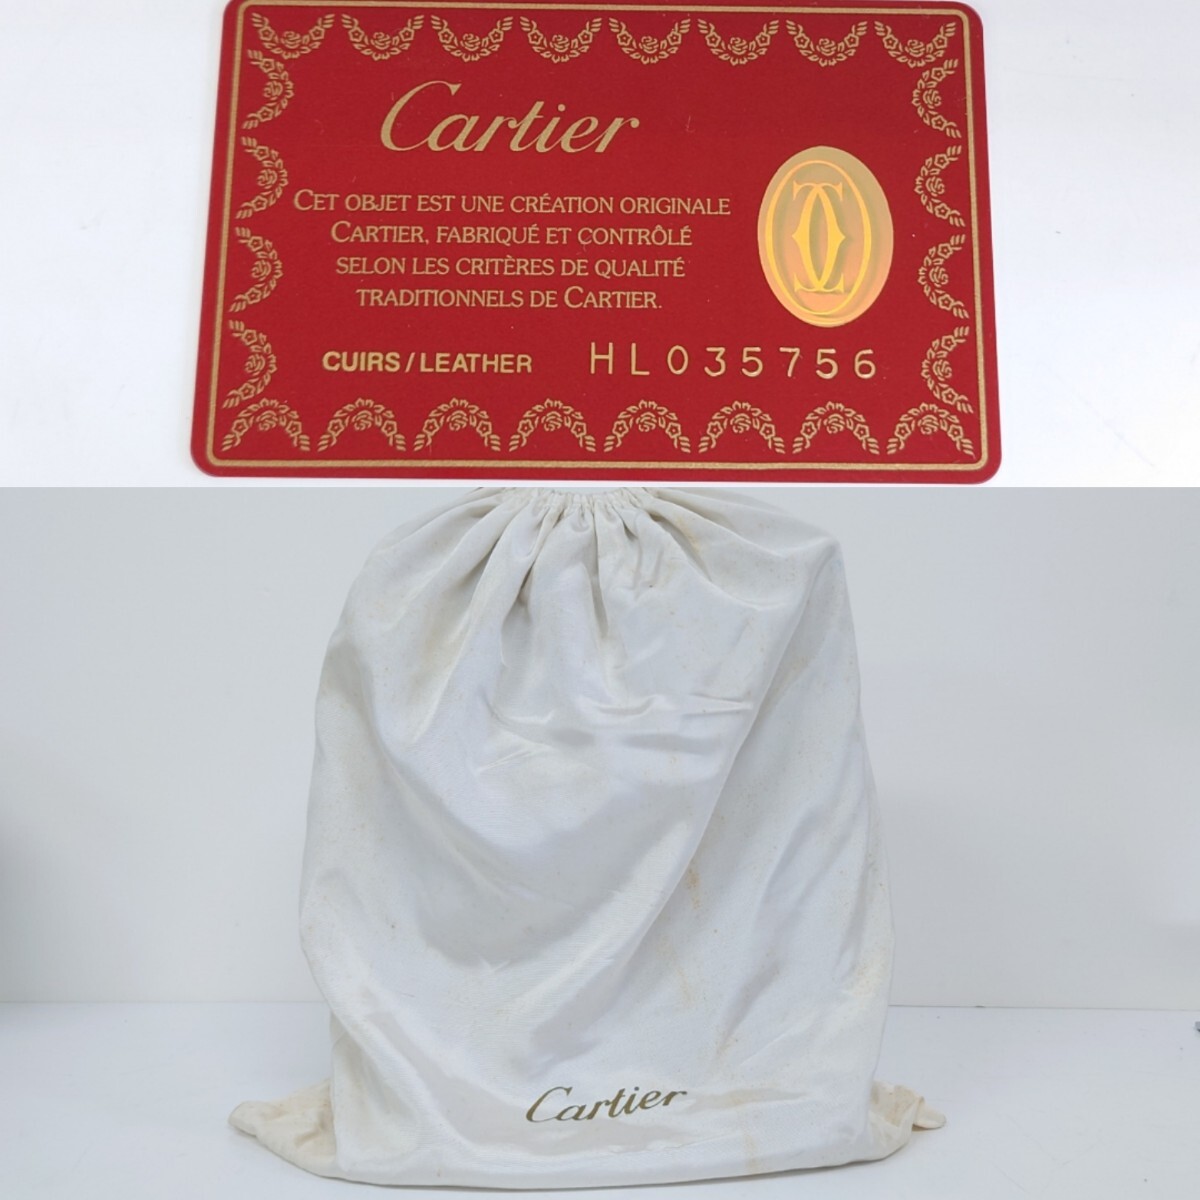 Cartier
CET OBJET EST UNE CRÉATION ORIGINALE
CARTIER, FABRIQUÉ ET CONTRÔLÉ
SELON LES CRITÈRES DE QUALITÉ
TRADITIONNELS DE CARTIER.
CUIRS/LEATHER HL035756
Cartier